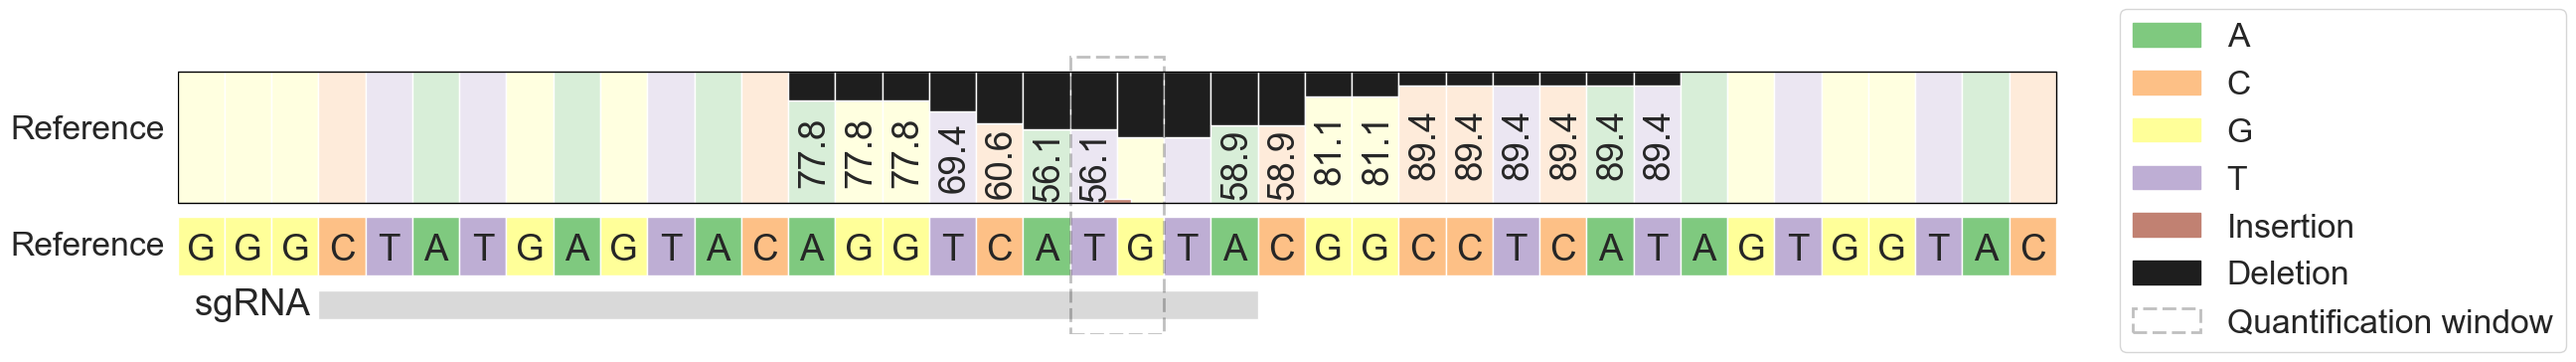 Reference 77.8 77.8 77.8 69.4 60.6 56.1 56.1 58.9 58.9 81.1 81.1 89.4 89.4 89.4 89.4 89.4 89.4
Reference G G G C T A T G A G T A C A G G T C A T G T A C G G C C T C A T A G T G G T A C
sgRNA
A
C
G
T
Insertion
Deletion
Quantification window